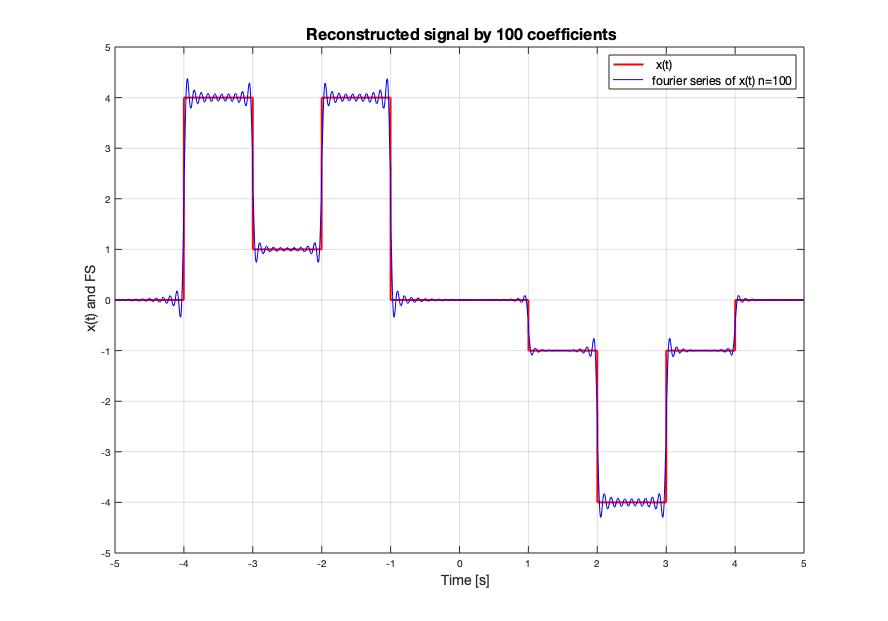 Reconstructed signal by 100 coefficients
x(t)
fourier series of x(t) n=100
x(t) and FS
5
4
3
2
1
0
-1
-2
-3
-4
-5
-5 -4 -3 -2 -1 0 1 2 3 4 5
Time [s]